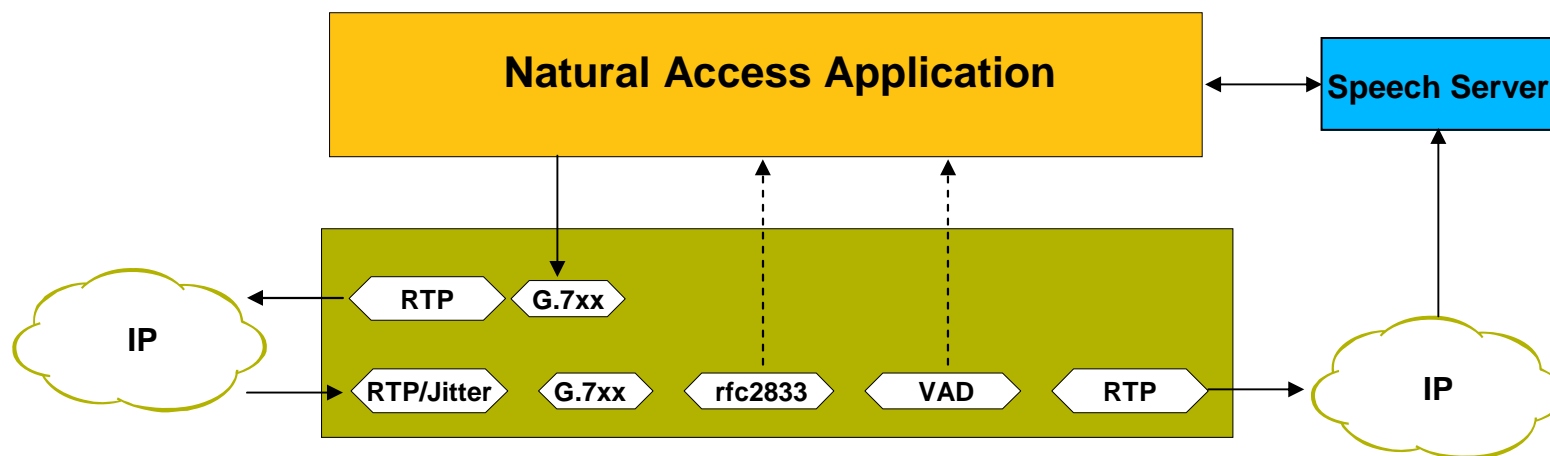 Natural Access Application
Speech Server
RTP
G.7xx
IP
RTP/Jitter
G.7xx
rfc2833
VAD
RTP
IP